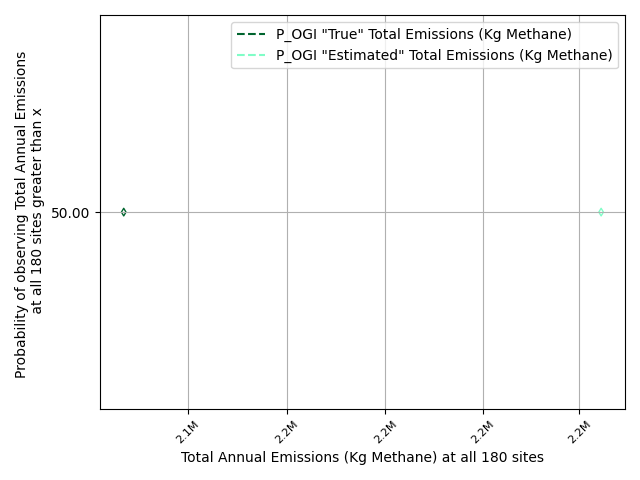 P_OGI "True" Total Emissions (Kg Methane)
P_OGI "Estimated" Total Emissions (Kg Methane)
Probability of observing Total Annual Emissions
at all 180 sites greater than x
50.00
2.1M
2.2M
2.2M
2.2M
2.2M
Total Annual Emissions (Kg Methane) at all 180 sites